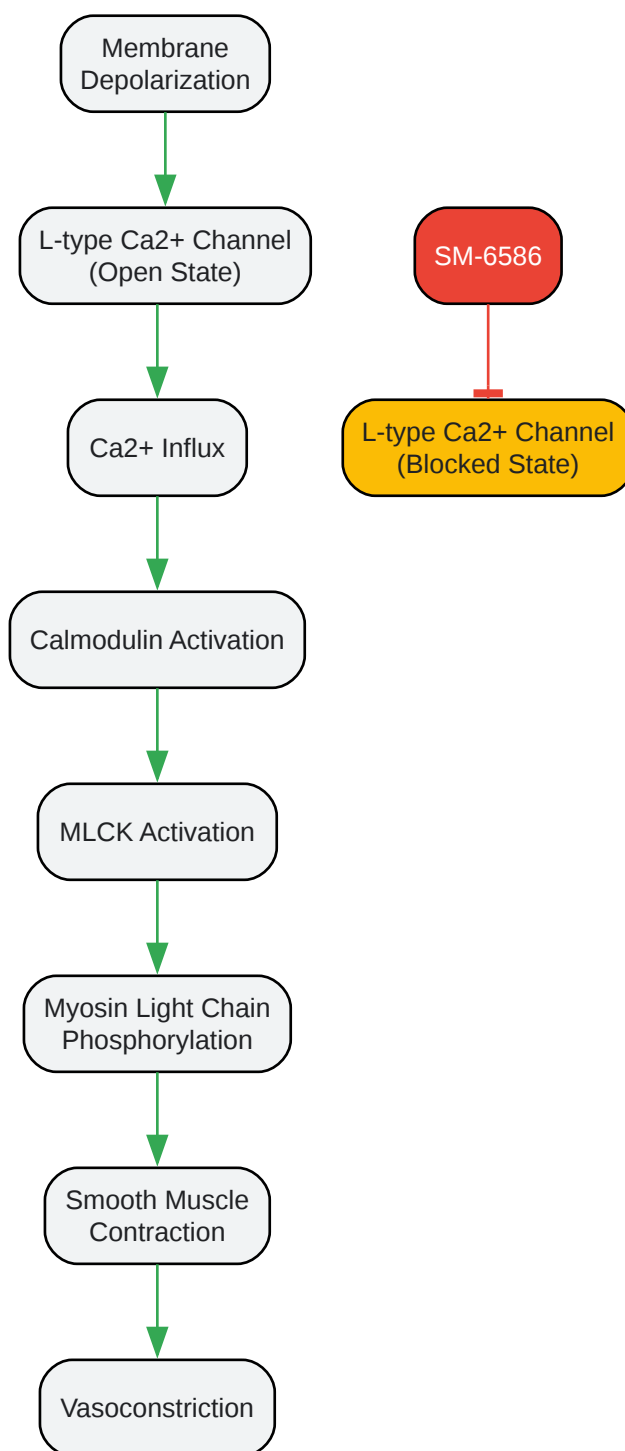 Membrane
Depolarization
L-type Ca2+ Channel
(Open State)
SM-6586
Ca2+ Influx
L-type Ca2+ Channel
(Blocked State)
Calmodulin Activation
MLCK Activation
Myosin Light Chain
Phosphorylation
Smooth Muscle
Contraction
Vasoconstriction